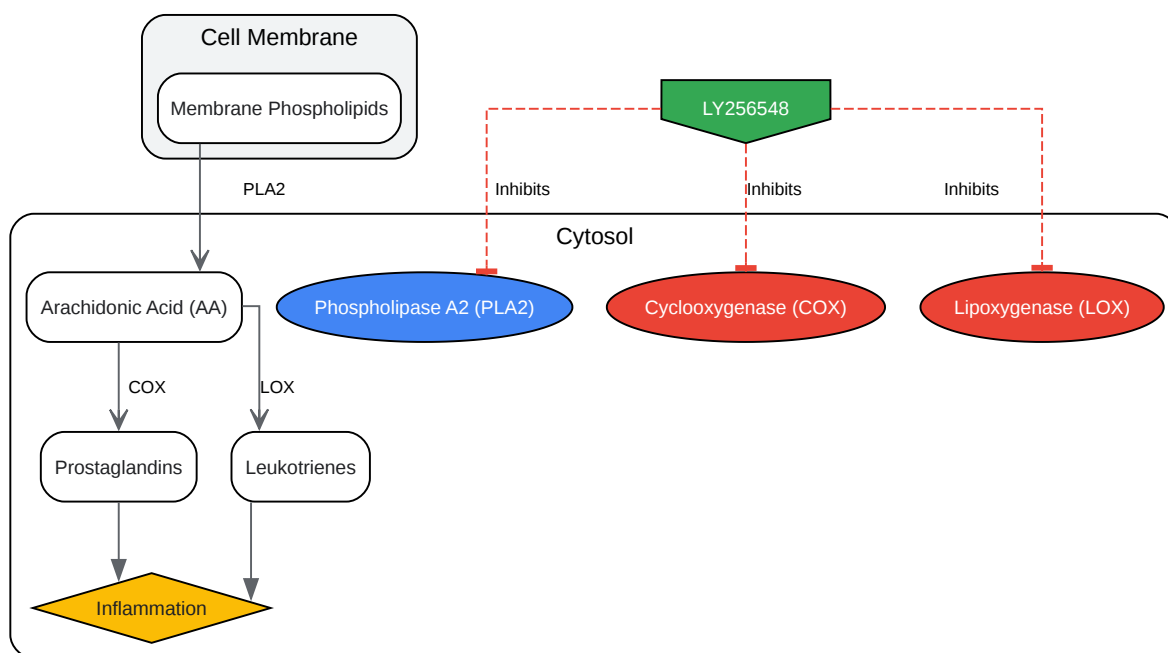 Cell Membrane
Membrane Phospholipids
LY256548
PLA2
Inhibits
Inhibits
Inhibits
Cytosol
Arachidonic Acid (AA)
Phospholipase A2 (PLA2)
Cyclooxygenase (COX)
Lipoxygenase (LOX)
COX
LOX
Prostaglandins
Leukotrienes
Inflammation